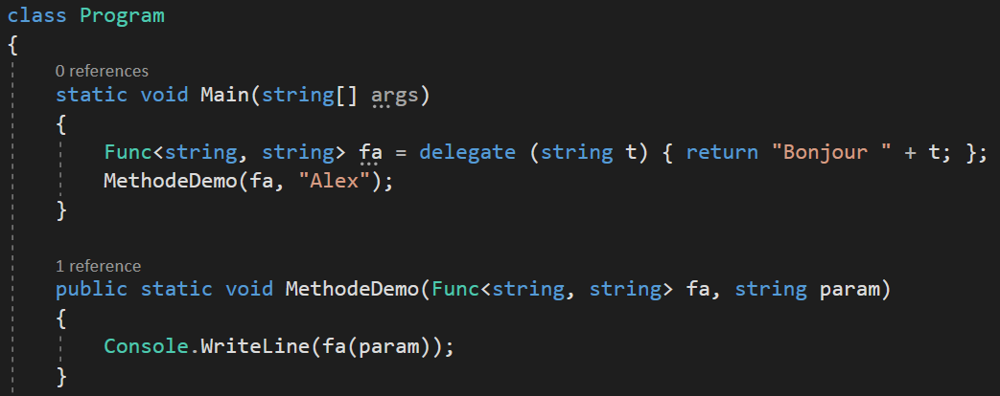 class Program
{
0 references
static void Main(string[] args)
{
Func<string, string> fa = delegate (string t) { return "Bonjour " + t; };
MethodeDemo(fa, "Alex");
}
1 reference
public static void MethodeDemo(Func<string, string> fa, string param)
{
Console.WriteLine(fa(param));
}